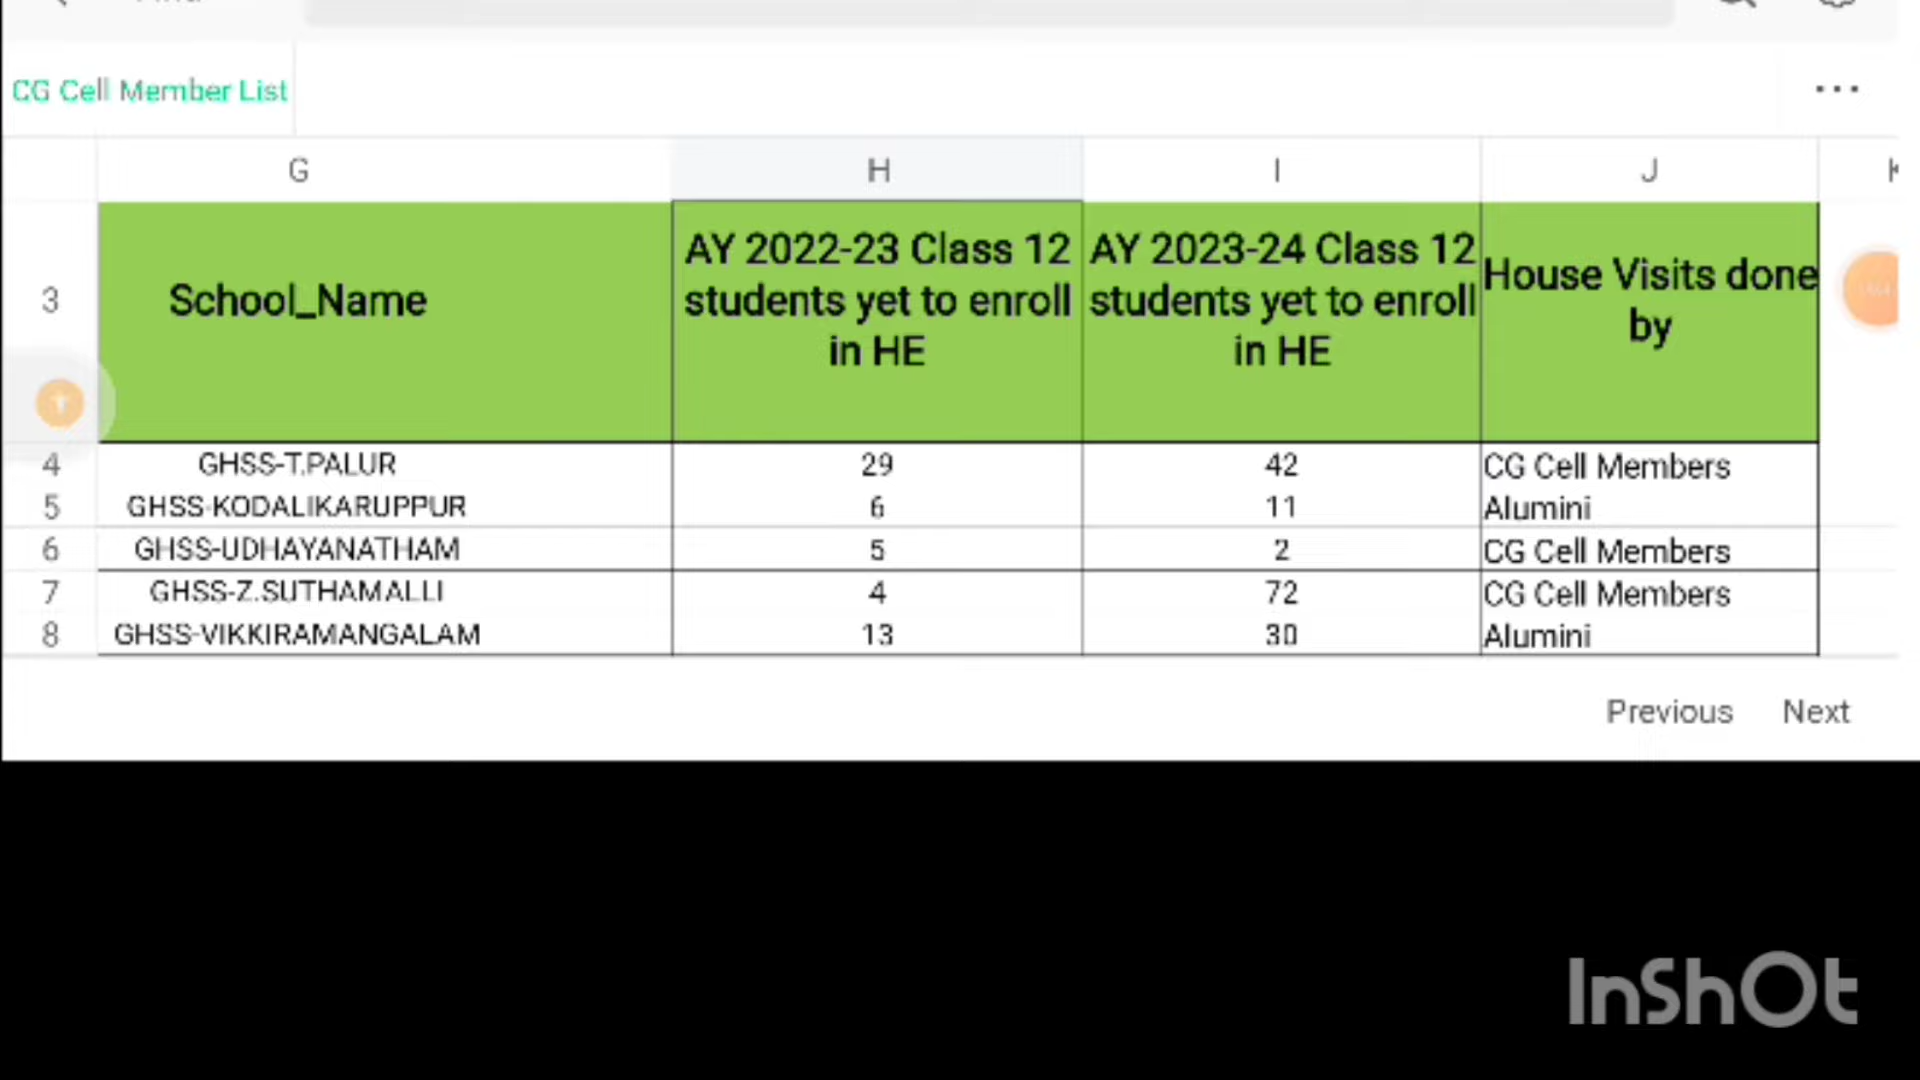 CG Cell Member List
G H I J
3 School_Name AY 2022-23 Class 12 students yet to enroll in HE AY 2023-24 Class 12 students yet to enroll in HE House Visits done by
4 GHSS-T.PALUR 29 42 CG Cell Members
5 GHSS-KODALIKARUPPUR 6 11 Alumini
6 GHSS-UDHAYANATHAM 5 2 CG Cell Members
7 GHSS-Z.SUTHAMALLI 4 72 CG Cell Members
8 GHSS-VIKKIRAMANGALAM 13 30 Alumini
Previous Next
InShOt